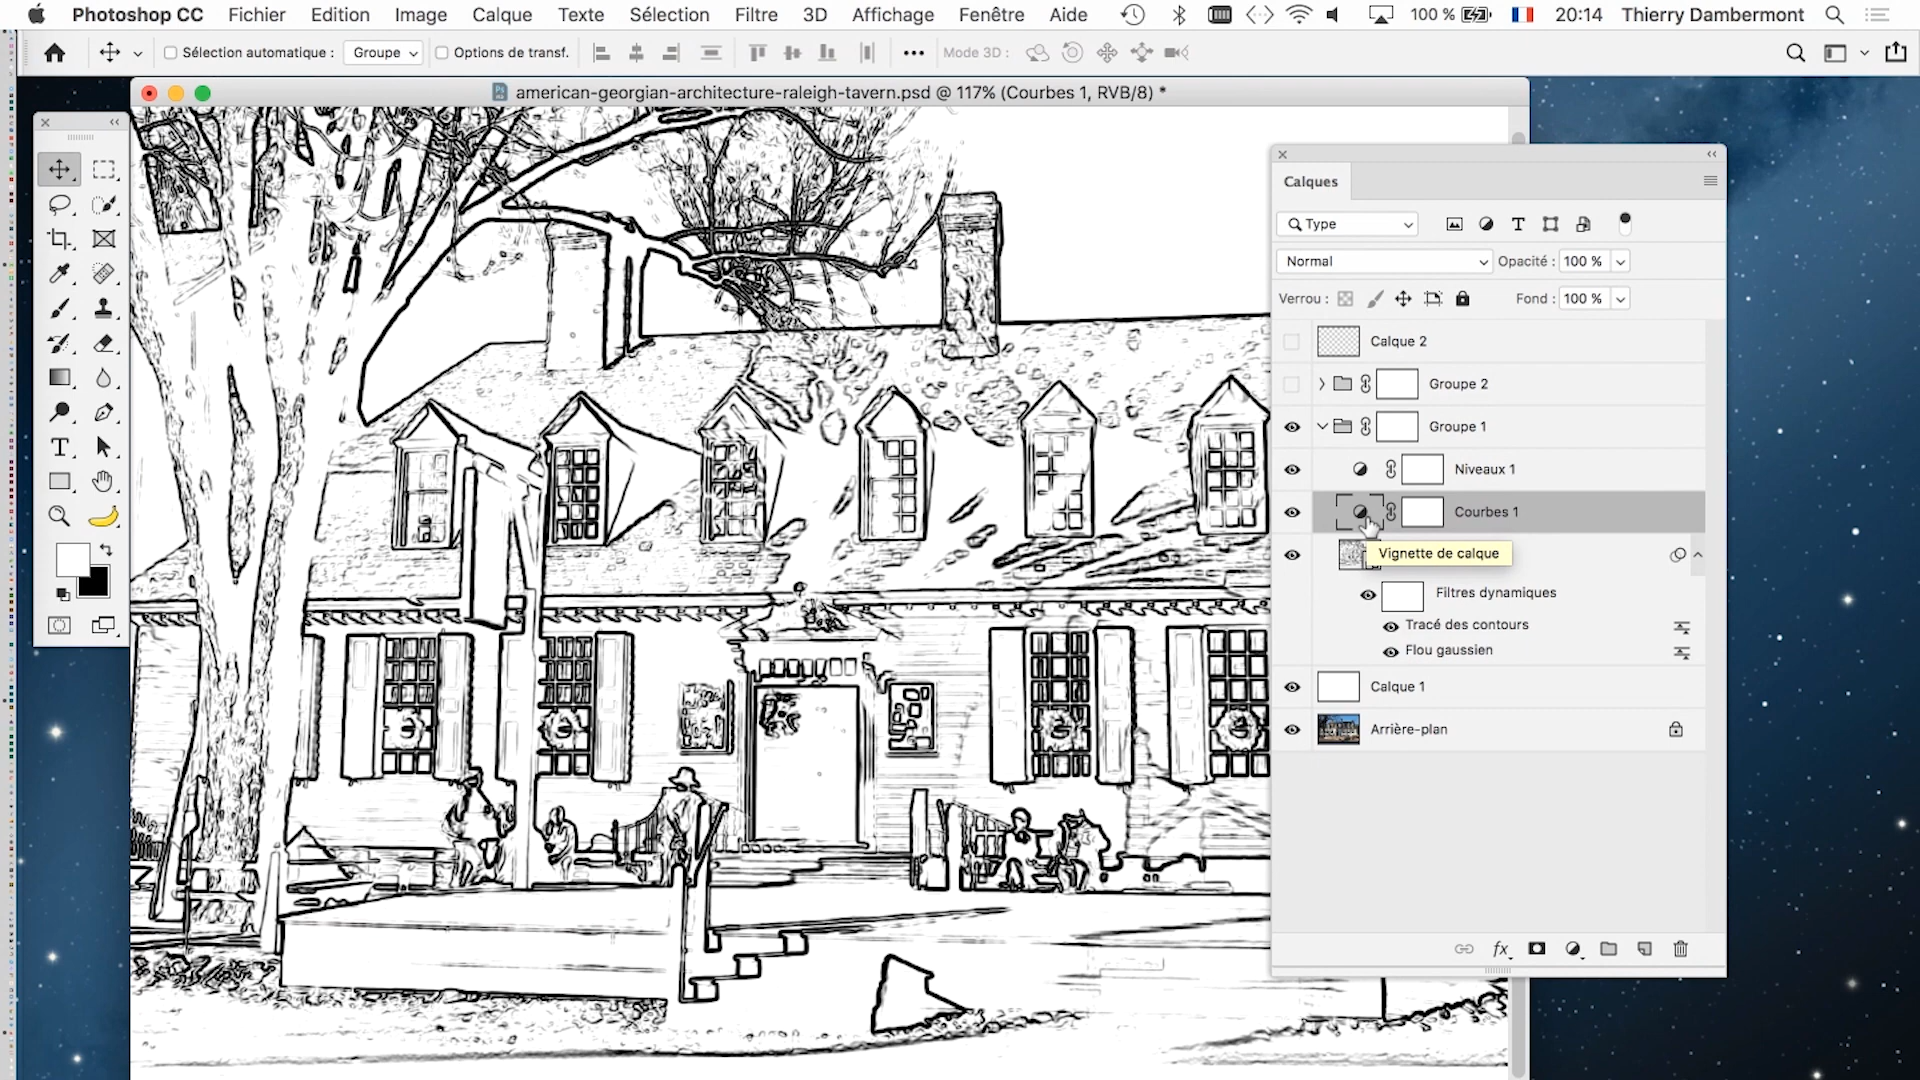 Photoshop CC Fichier Edition Image Calque Texte Sélection Filtre 3D Affichage Fenêtre Aide 100 % 20:14 Thierry Dambermont
Sélection automatique : Groupe Options de transf. Mode 3D :
american-georgian-architecture-raleigh-tavern.psd @ 117% (Courbes 1, RVB/8) *
Calques
Type
Normal Opacité : 100 %
Verrou : Fond : 100 %
Calque 2
Groupe 2
Groupe 1
Niveaux 1
Courbes 1
Vignette de calque
Filtres dynamiques
Tracé des contours
Flou gaussien
Calque 1
Arrière-plan